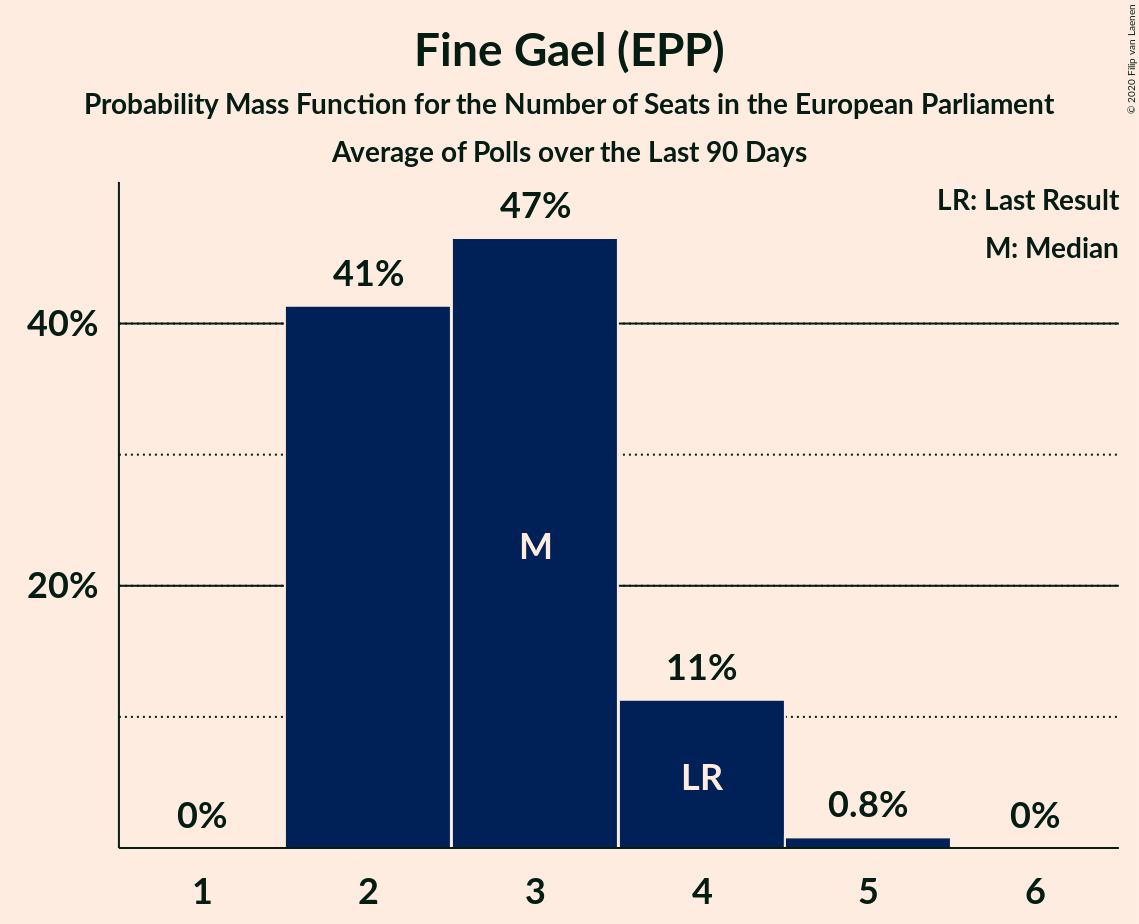 Fine Gael (EPP)
Probability Mass Function for the Number of Seats in the European Parliament
Average of Polls over the Last 90 Days
© 2020 Filip van Laenen
LR: Last Result
M: Median
47%
41%
40%
M
20%
11%
LR
0.8%
0%
0%
1 2 3 4 5 6